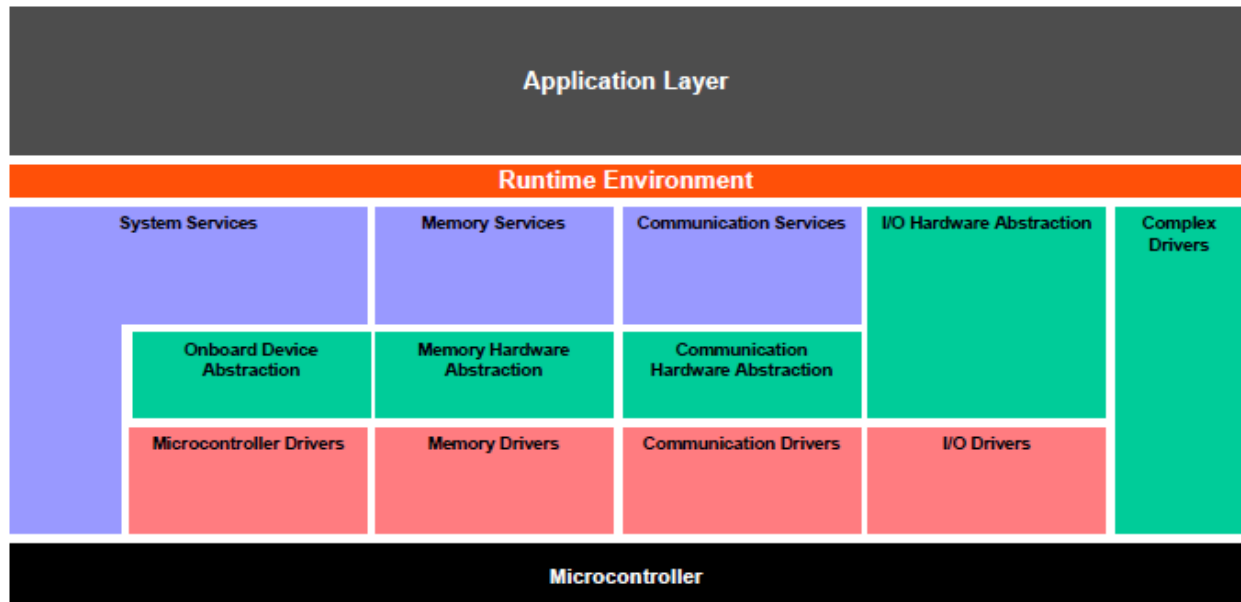 Application Layer
Runtime Environment
System Services
Memory Services
Communication Services
I/O Hardware Abstraction
Complex
Drivers
Onboard Device
Abstraction
Memory Hardware
Abstraction
Communication
Hardware Abstraction
Microcontroller Drivers
Memory Drivers
Communication Drivers
I/O Drivers
Microcontroller